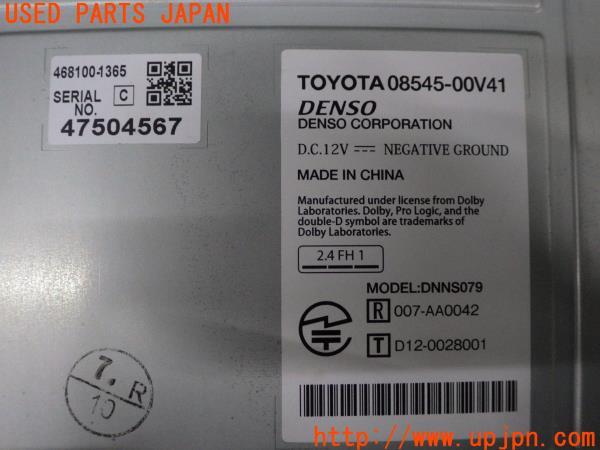 USED PARTS JAPAN
468100-1365
SERIAL C
NO.
47504567
TOYOTA 08545-00V41
DENSO
DENSO CORPORATION
D.C.12V NEGATIVE GROUND
MADE IN CHINA
Manufactured under license from Dolby
Laboratories. Dolby, Pro Logic, and the
double-D symbol are trademarks of
Dolby Laboratories.
2.4 FH 1
MODEL:DNNS079
R 007-AA0042
T D12-0028001
7. R
10
https://www.upjpn.com